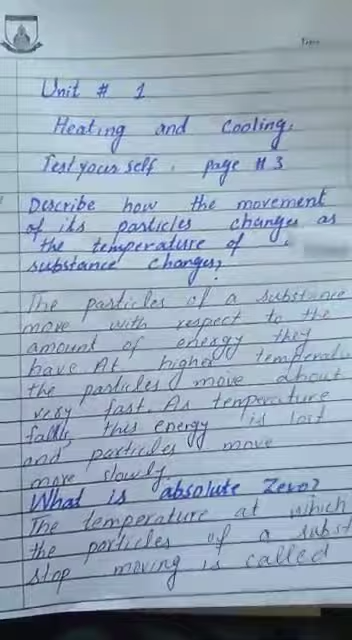 Unit # 1
Heating and Cooling.
Test your self. page # 3
Describe how the movement
of its particles changes as
the temperature of
substance changes?
The particles of a substance
move with respect to the
amount of energy they
have. At higher temperatu
the particles move about
very fast. As temperature
falls, this energy is lost
and particles move
more slowly.
What is absolute Zero?
The temperature at which
the particles of a subst
stop moving is called